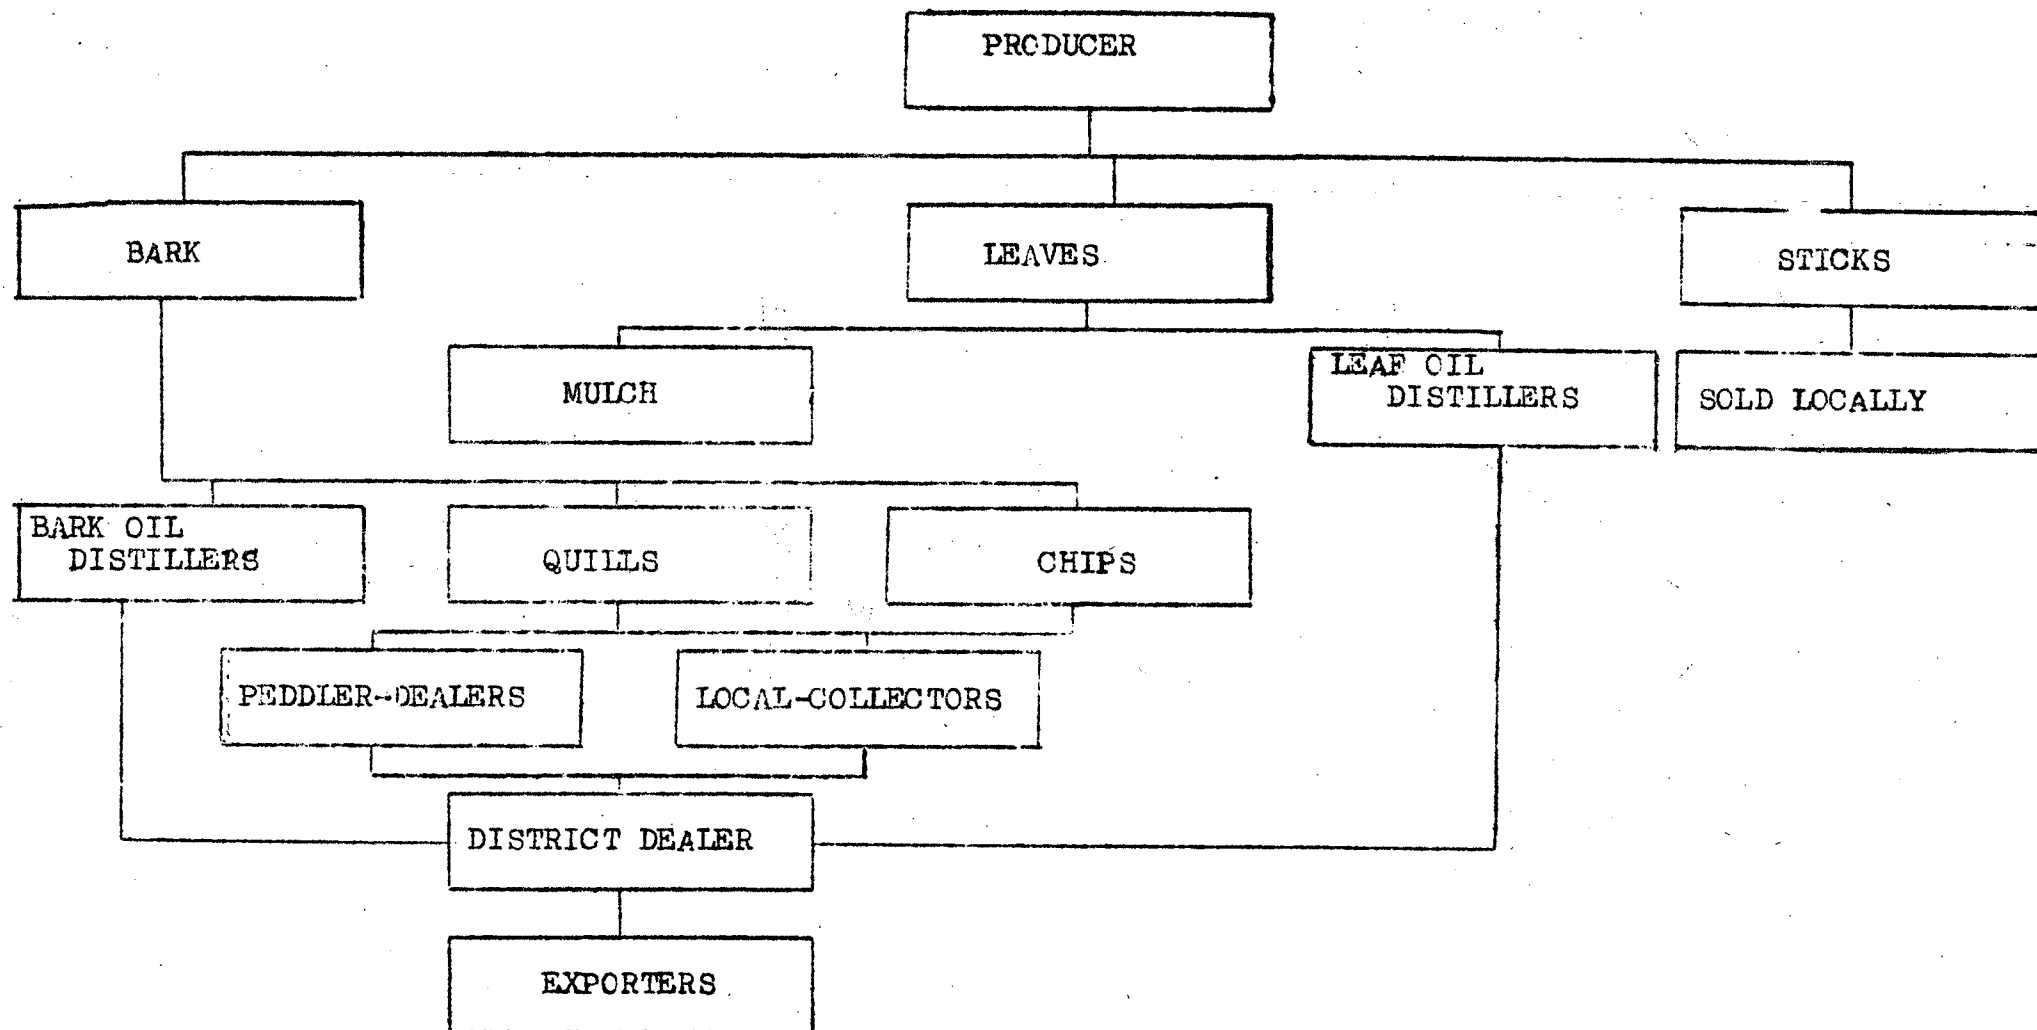 PRODUCER
BARK
LEAVES
STICKS
MULCH
LEAF OIL
DISTILLERS
SOLD LOCALLY
BARK OIL
DISTILLERS
QUILLS
CHIPS
PEDDLER-DEALERS
LOCAL-COLLECTORS
DISTRICT DEALER
EXPORTERS